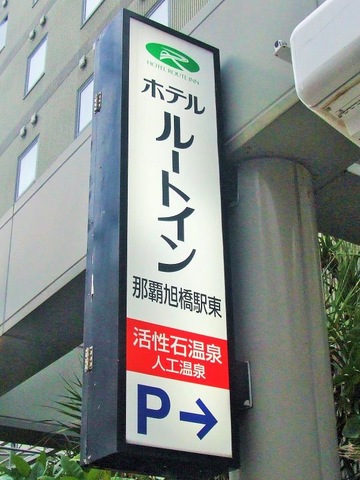 HOTEL ROUTE INN
ホテル
ルートイン
那覇旭橋駅東
活性石温泉
人工温泉
P→